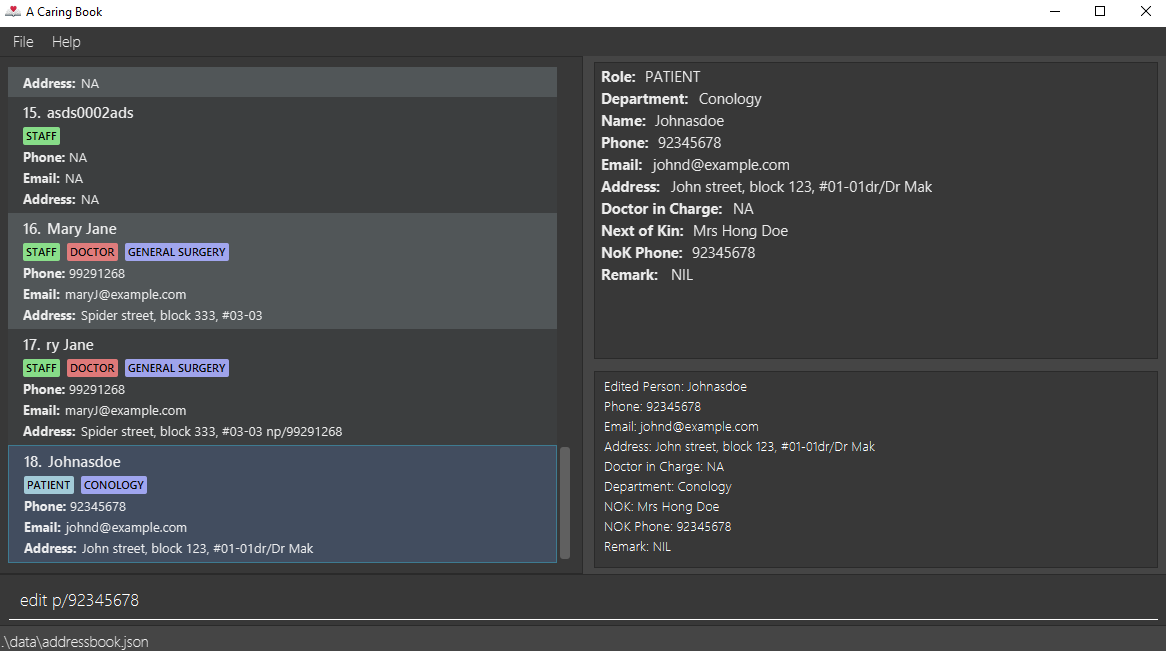 A Caring Book
File Help
Address: NA
15. asds0002ads
STAFF
Phone: NA
Email: NA
Address: NA
16. Mary Jane
STAFF DOCTOR GENERAL SURGERY
Phone: 99291268
Email: maryJ@example.com
Address: Spider street, block 333, #03-03
17. ry Jane
STAFF DOCTOR GENERAL SURGERY
Phone: 99291268
Email: maryJ@example.com
Address: Spider street, block 333, #03-03 np/99291268
18. Johnasdoe
PATIENT CONOLOGY
Phone: 92345678
Email: johnd@example.com
Address: John street, block 123, #01-01dr/Dr Mak
Role: PATIENT
Department: Conology
Name: Johnasdoe
Phone: 92345678
Email: johnd@example.com
Address: John street, block 123, #01-01dr/Dr Mak
Doctor in Charge: NA
Next of Kin: Mrs Hong Doe
NoK Phone: 92345678
Remark: NIL
Edited Person: Johnasdoe
Phone: 92345678
Email: johnd@example.com
Address: John street, block 123, #01-01dr/Dr Mak
Doctor in Charge: NA
Department: Conology
NOK: Mrs Hong Doe
NOK Phone: 92345678
Remark: NIL
edit p/92345678
.\data\addressbook.json